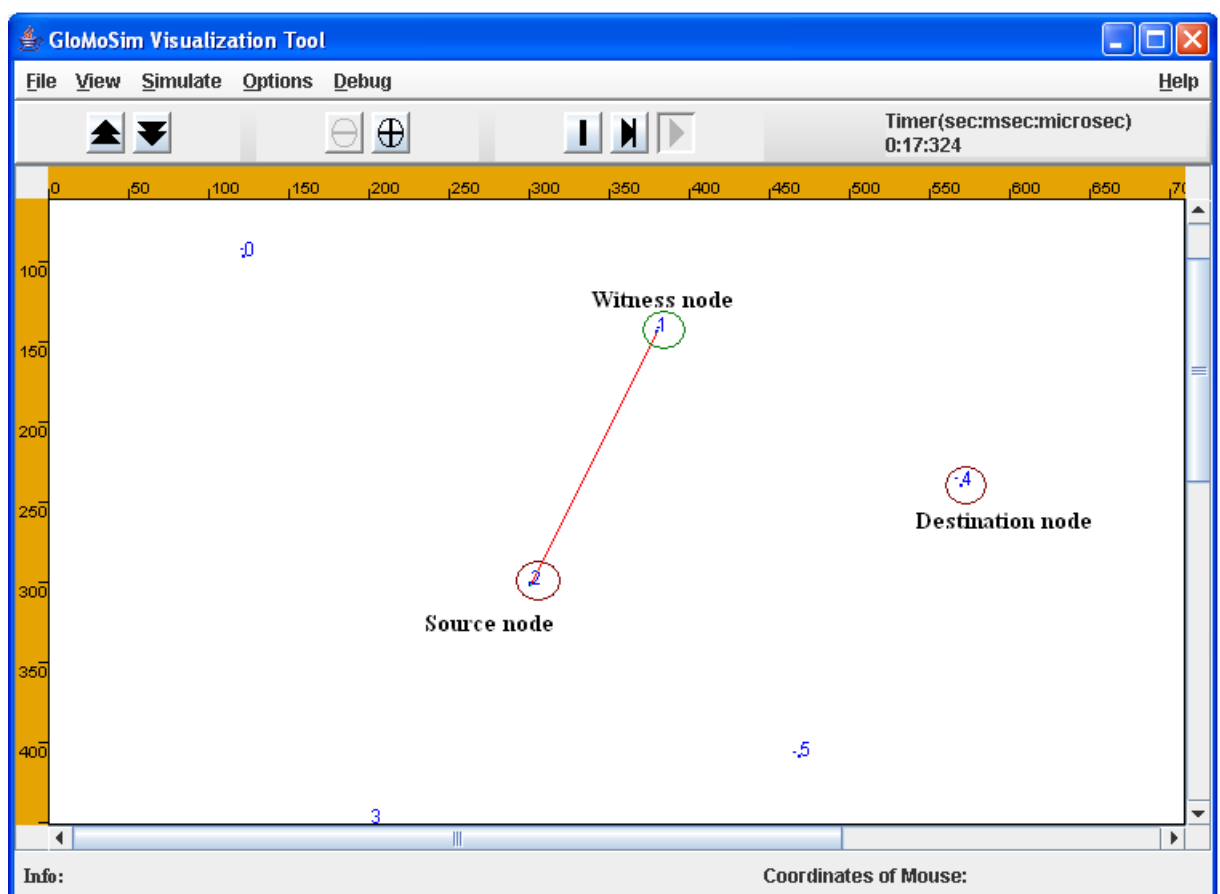 GloMoSim Visualization Tool
File View Simulate Options Debug Help
Timer(sec:msec:microsec)
0:17:324
0 50 100 150 200 250 300 350 400 450 500 550 600 650 70
100
150
200
250
300
350
400
0
Witness node
1
4
Destination node
2
Source node
5
3
Info: Coordinates of Mouse: